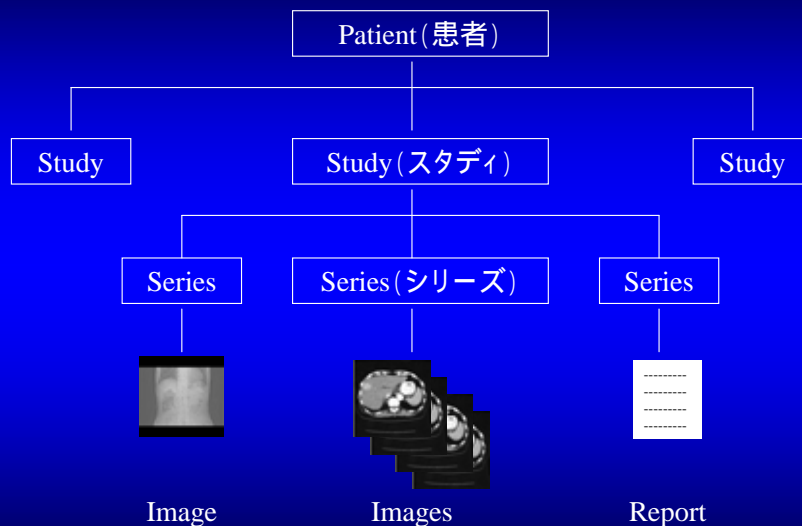 Patient(患者)
Study
Study(スタディ)
Study
Series
Series(シリーズ)
Series
---------
---------
---------
---------
Image
Images
Report